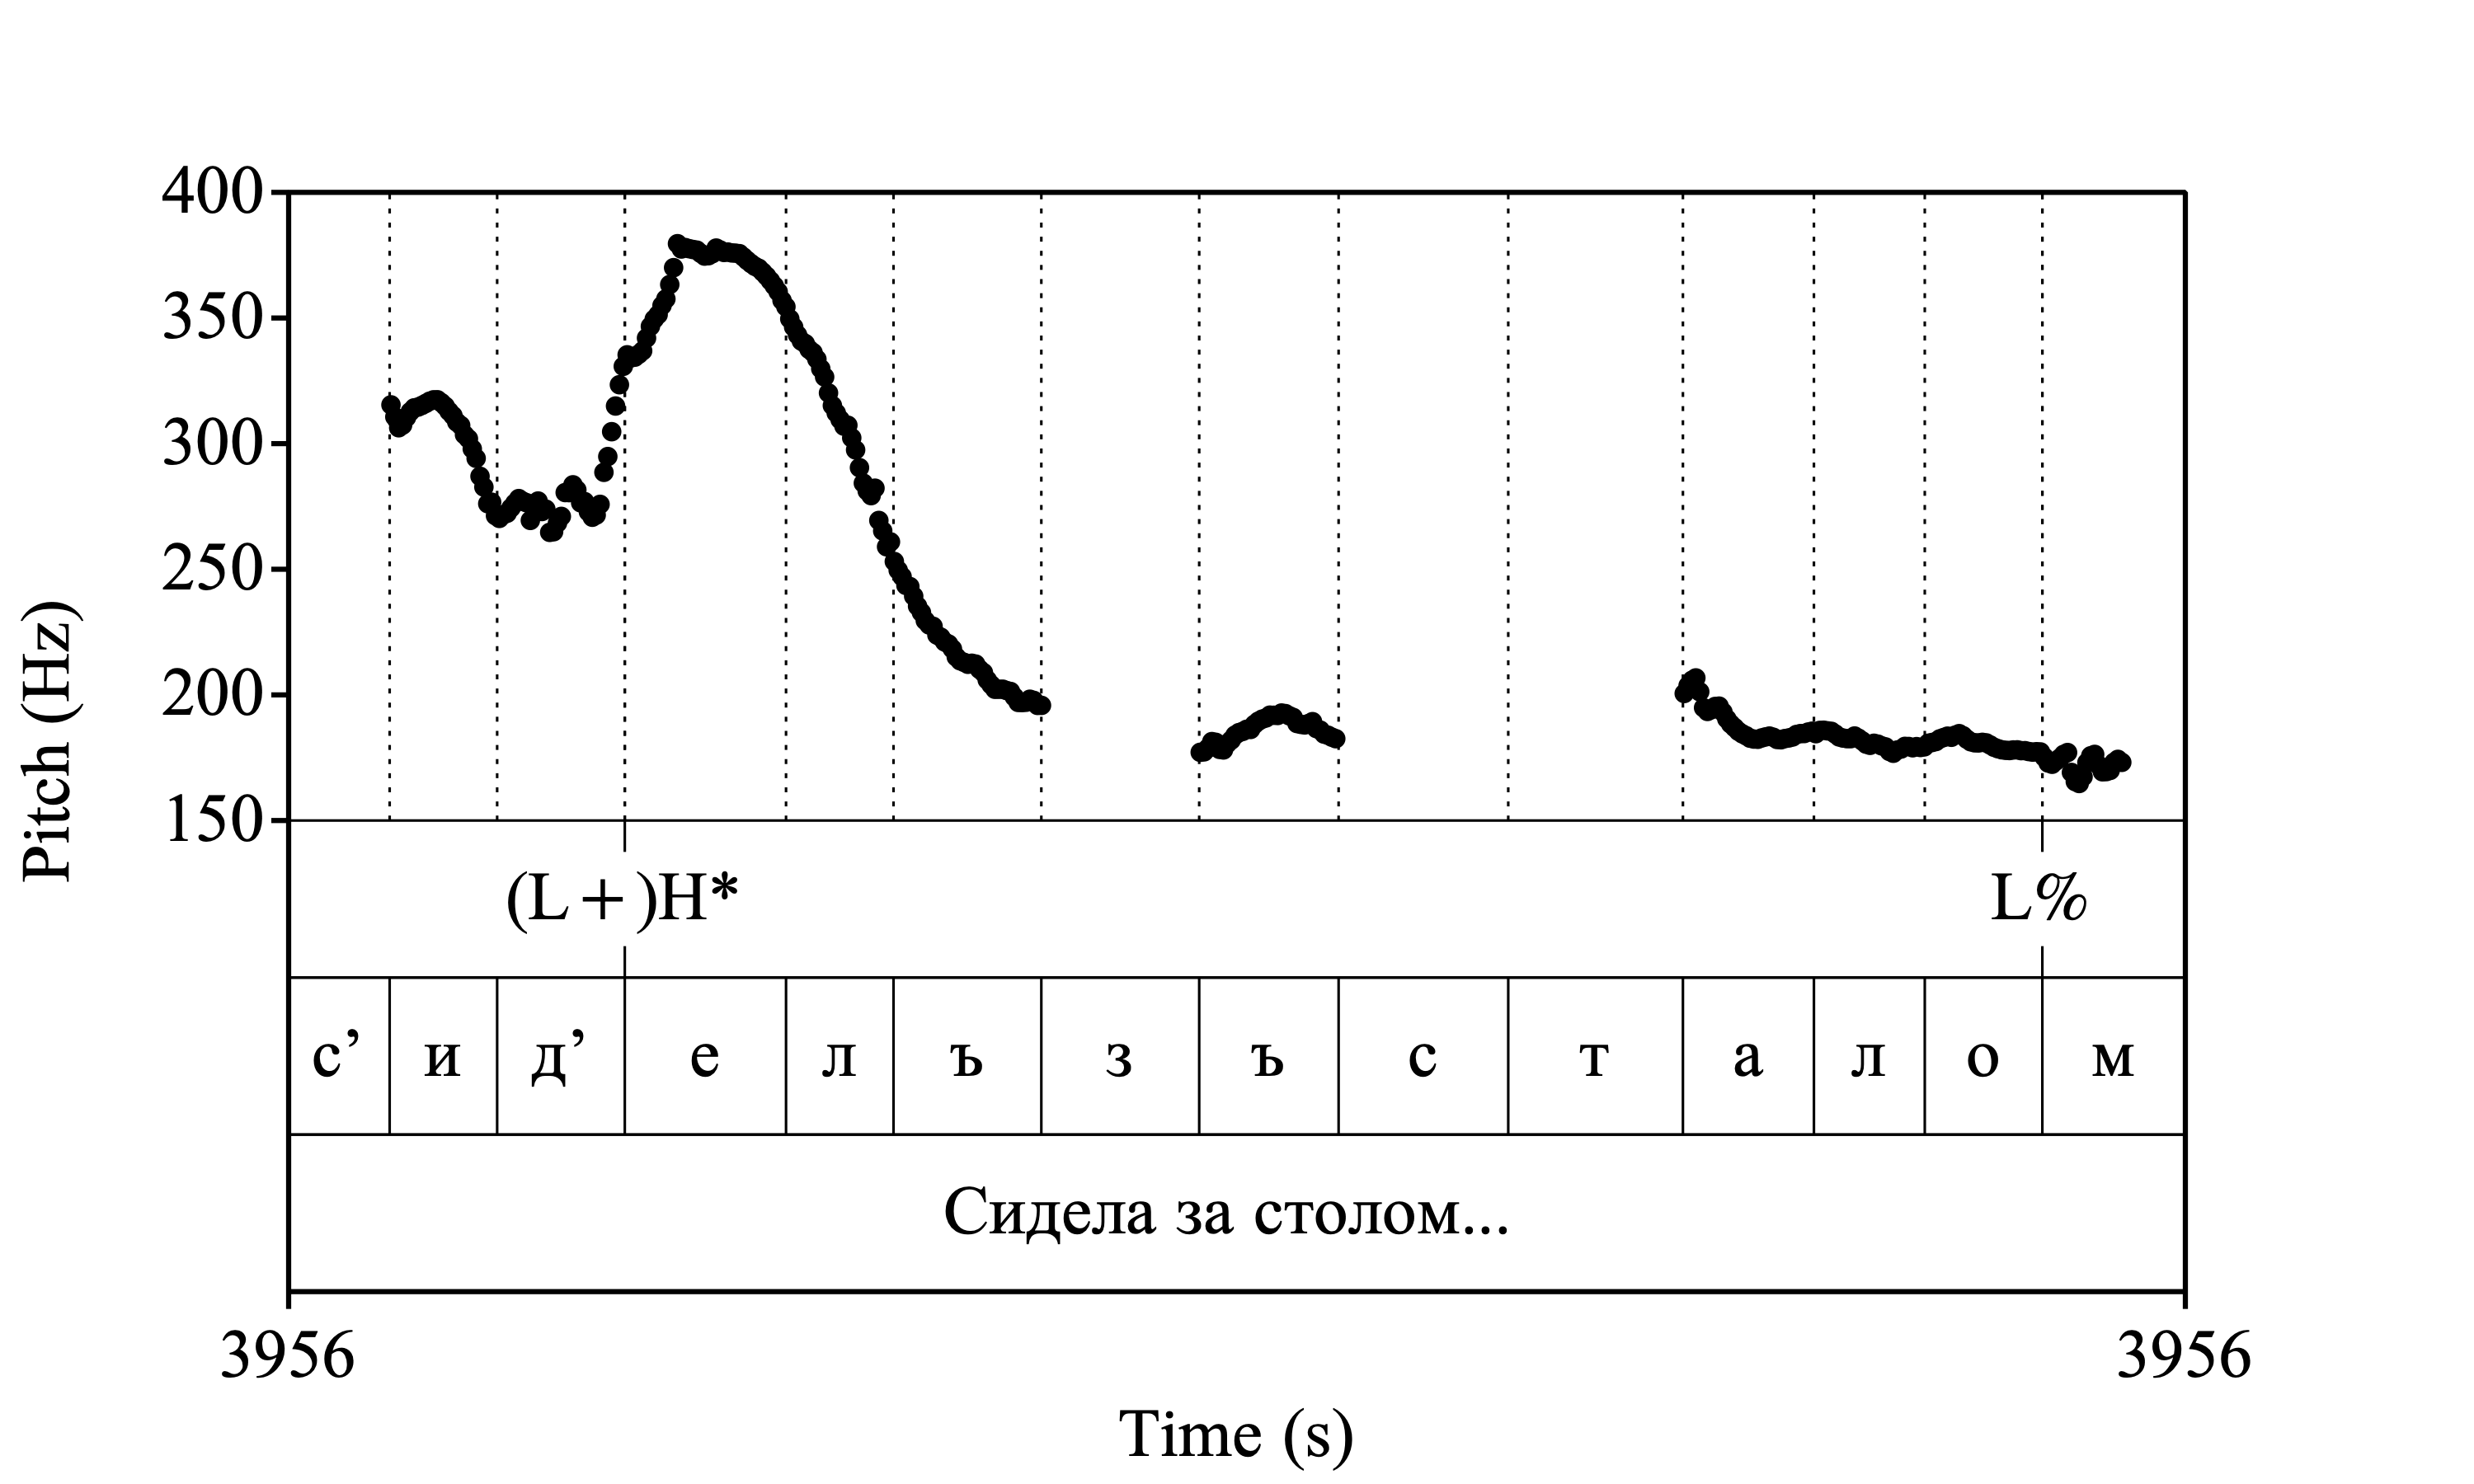 400
350
300
250
200
150
Pitch (Hz)
(L+)H* L%
с’ и д’ е л ъ з ъ с т а л о м
Сидела за столом...
3956 3956
Time (s)